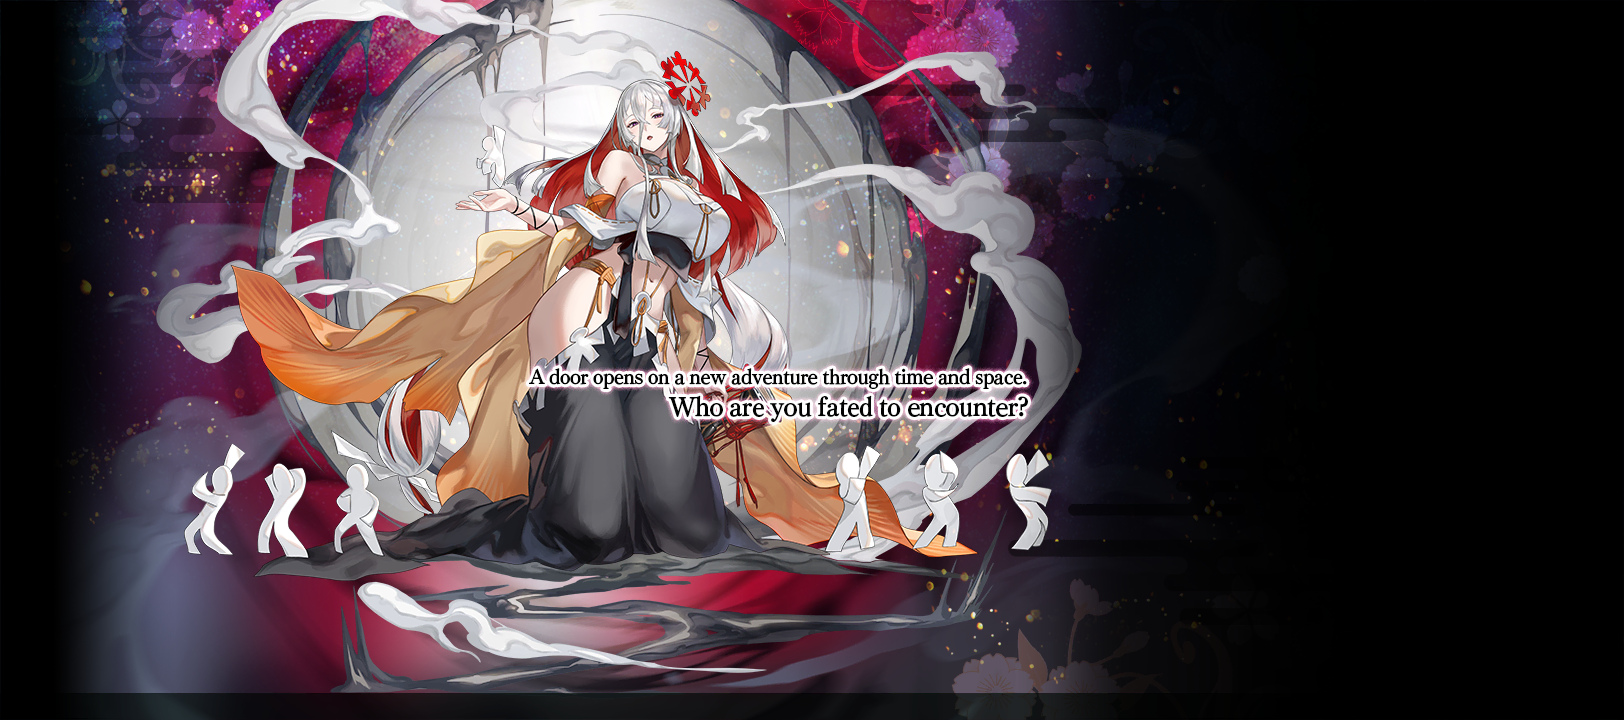 A door opens on a new adventure through time and space.
Who are you fated to encounter?